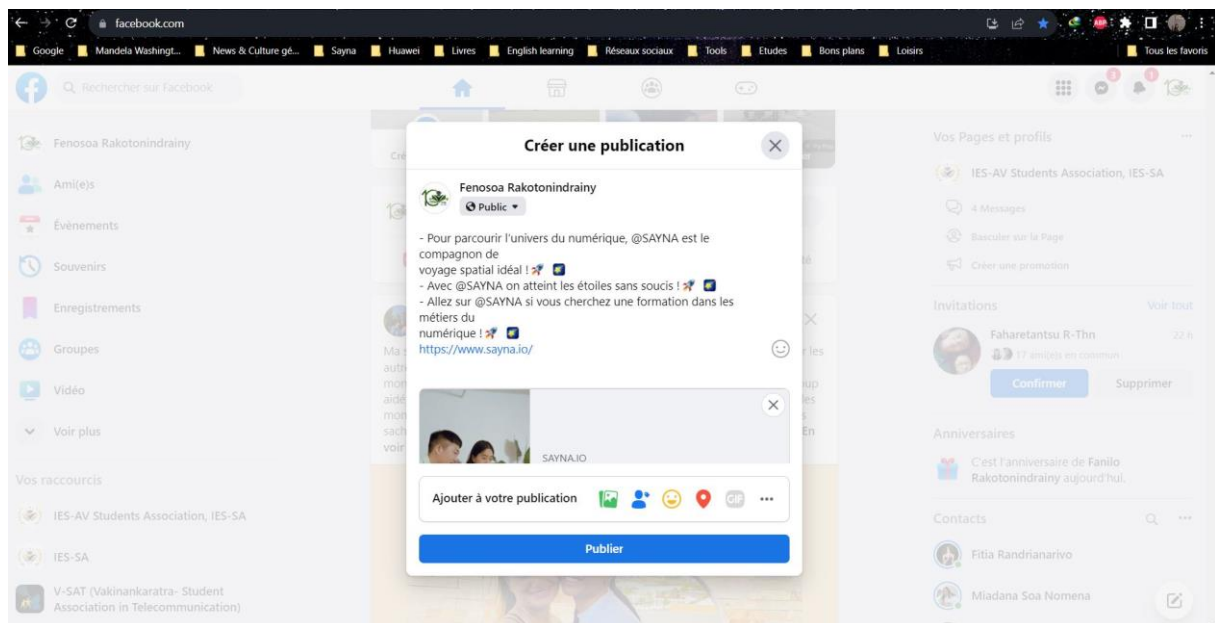 facebook.com
Google Mandela Washingt... News & Culture gé... Sayna Huawei Livres English learning Réseaux sociaux Tools Etudes Bons plans Loisirs Tous les favoris
Rechercher sur Facebook
Fenosoa Rakotonindrainy
Ami(e)s
Évènements
Souvenirs
Enregistrements
Groupes
Vidéo
Voir plus
Vos raccourcis
IES-AV Students Association, IES-SA
IES-SA
V-SAT (Vakinankaratra- Student
Association in Telecommunication)
Créer une publication
Fenosoa Rakotonindrainy
Public
- Pour parcourir l'univers du numérique, @SAYNA est le
compagnon de
voyage spatial idéal ! 🚀 🌌
- Avec @SAYNA on atteint les étoiles sans soucis ! 🚀 🌌
- Allez sur @SAYNA si vous cherchez une formation dans les
métiers du
numérique ! 🚀 🌌
https://www.sayna.io/
SAYNA.IO
Ajouter à votre publication
GIF
Publier
Vos Pages et profils
IES-AV Students Association, IES-SA
4 Messages
Basculer sur la Page
Créer une promotion
Invitations Voir tout
Faharetantsu R-Thn 22 h
17 ami(e)s en commun
Confirmer Supprimer
Anniversaires
C'est l'anniversaire de Fanilo
Rakotonindrainy aujourd'hui.
Contacts
Fitia Randrianarivo
Miadana Soa Nomena